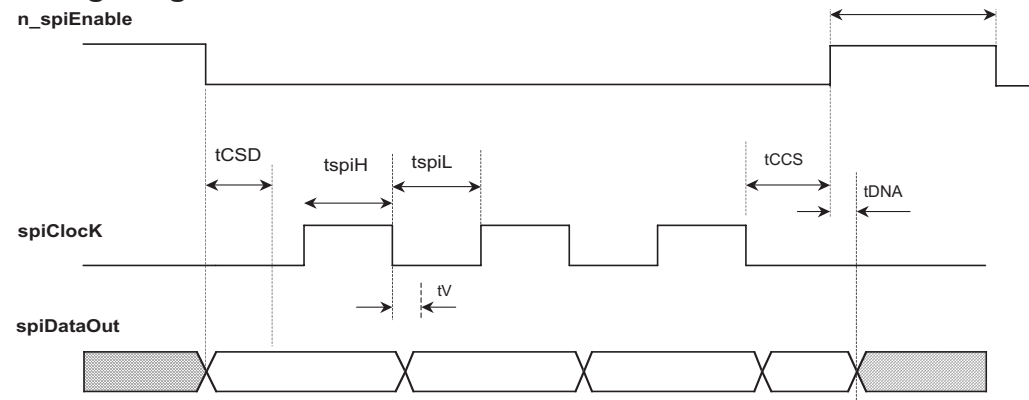 n_spiEnable
tCSD
tspiH
tspiL
tCCS
tDNA
spiClocK
tV
spiDataOut